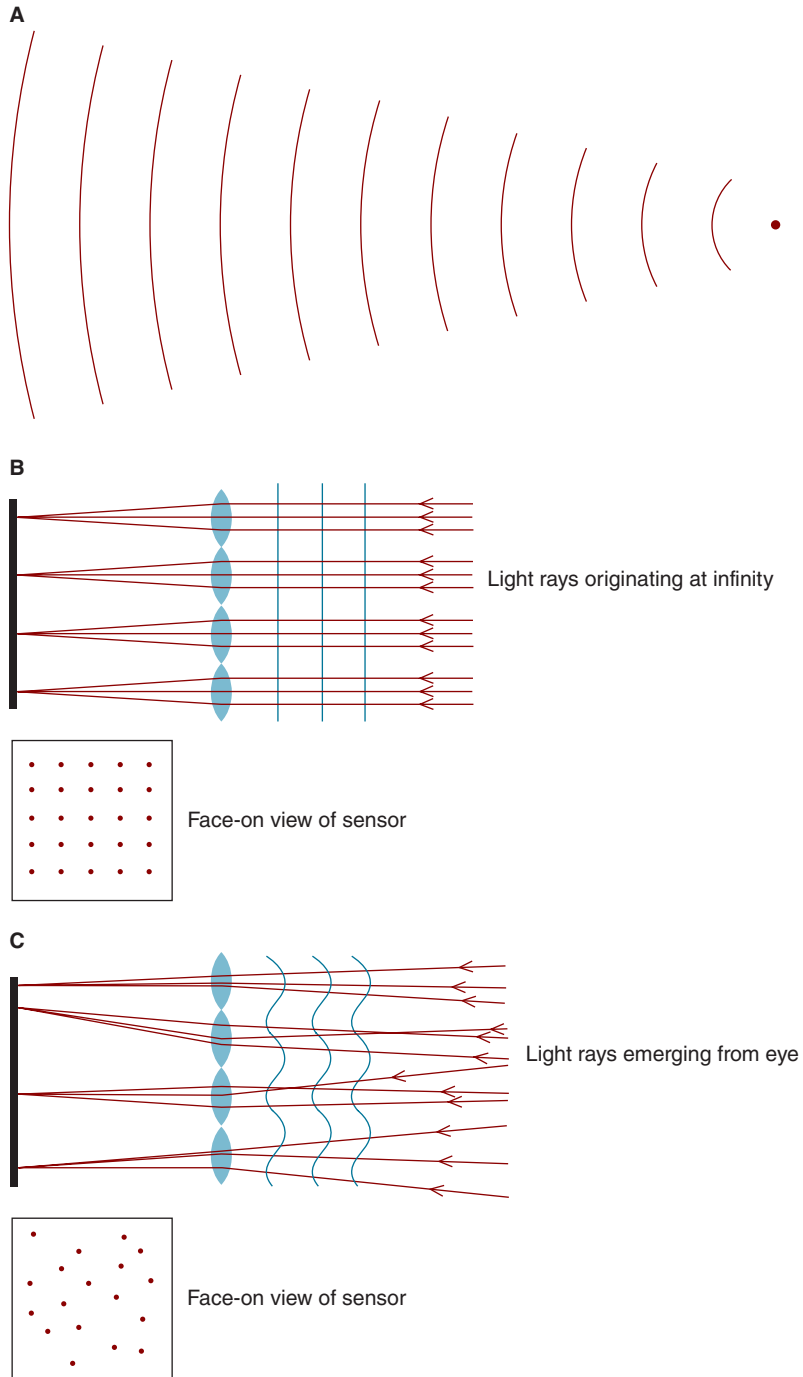 A
B
Light rays originating at infinity
Face-on view of sensor
C
Light rays emerging from eye
Face-on view of sensor